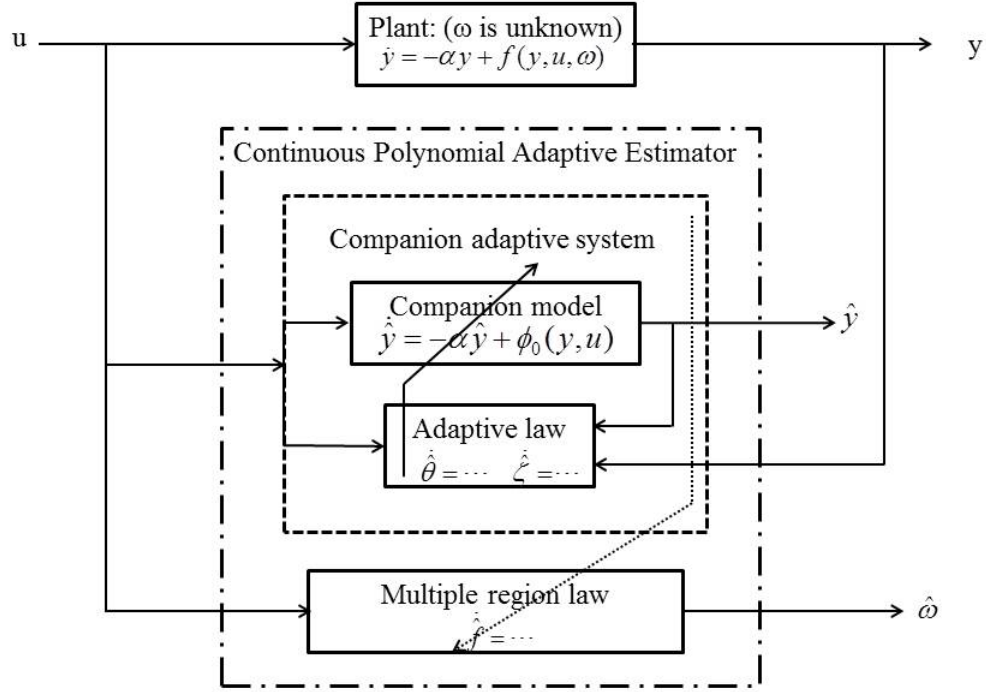 u
Plant: (ω is unknown)
ẏ = −αy + f(y,u,ω)
y
Continuous Polynomial Adaptive Estimator
Companion adaptive system
Companion model
ŷ̇ = −αŷ + ϕ₀(y,u)
ŷ
Adaptive law
θ̂̇ = ⋯ ζ̂̇ = ⋯
Multiple region law
f̂̇ = ⋯
ω̂